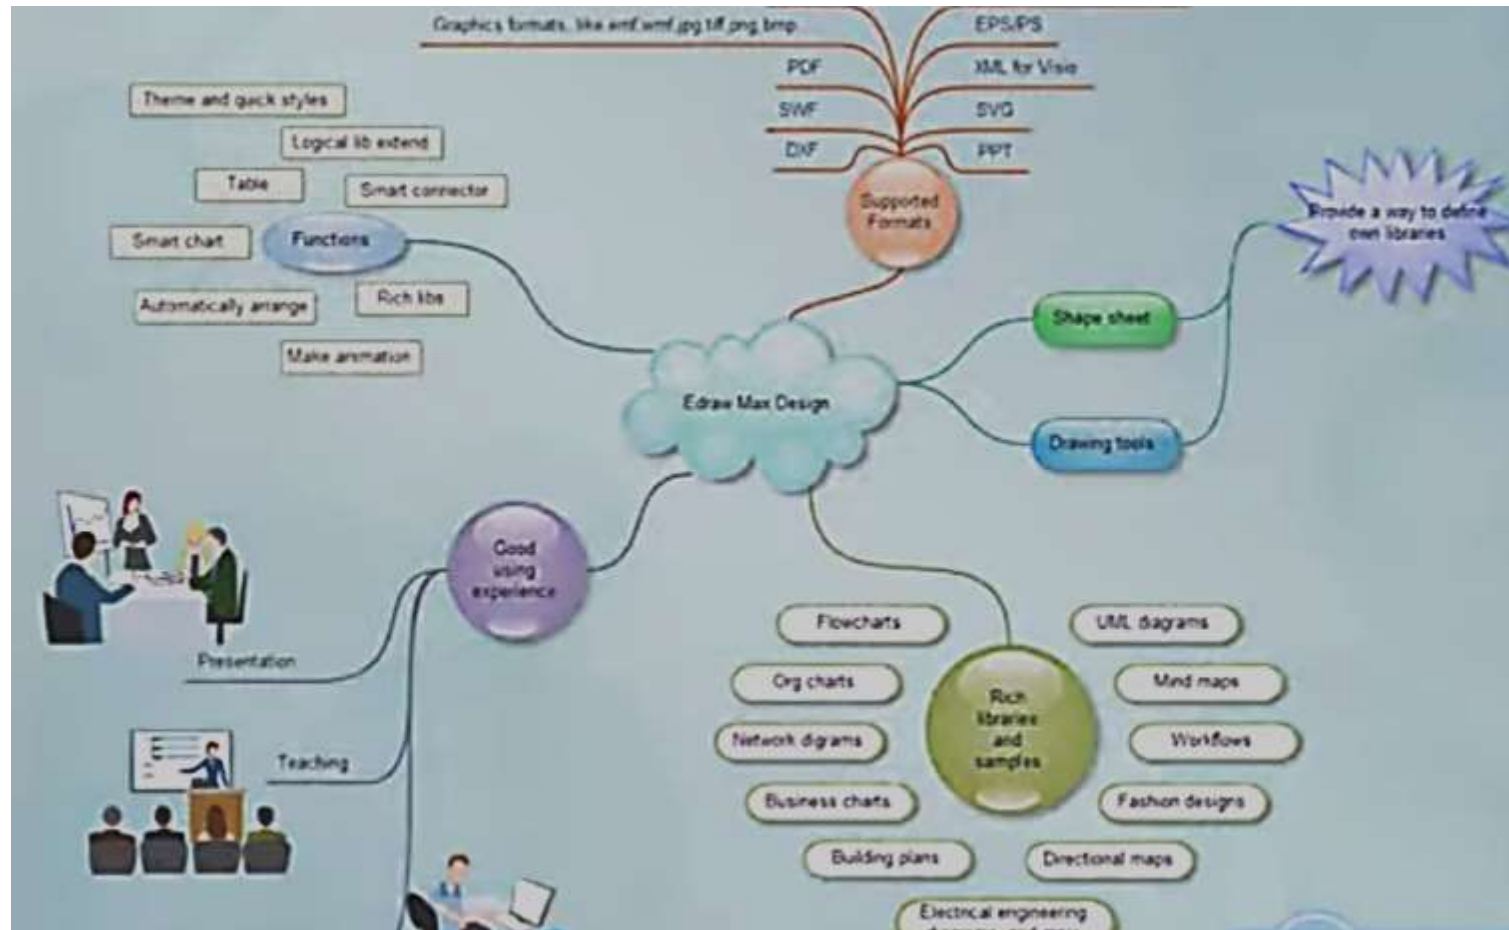 Graphics formats, like emf,wmf,jpg,tiff,png,bmp
EPS/PS
PDF
XML for Visio
SWF
SVG
DXF
PPT
Supported
Formats
Theme and quick styles
Logical lib extend
Table
Smart connector
Smart chart
Functions
Automatically arrange
Rich libs
Make animation
Provide a way to define
own libraries
Shape sheet
Edraw Max Design
Drawing tools
Good
using
experience
Presentation
Teaching
Flowcharts
UML diagrams
Org charts
Mind maps
Rich
libraries
and
samples
Network digrams
Workflows
Business charts
Fashion designs
Building plans
Directional maps
Electrical engineering